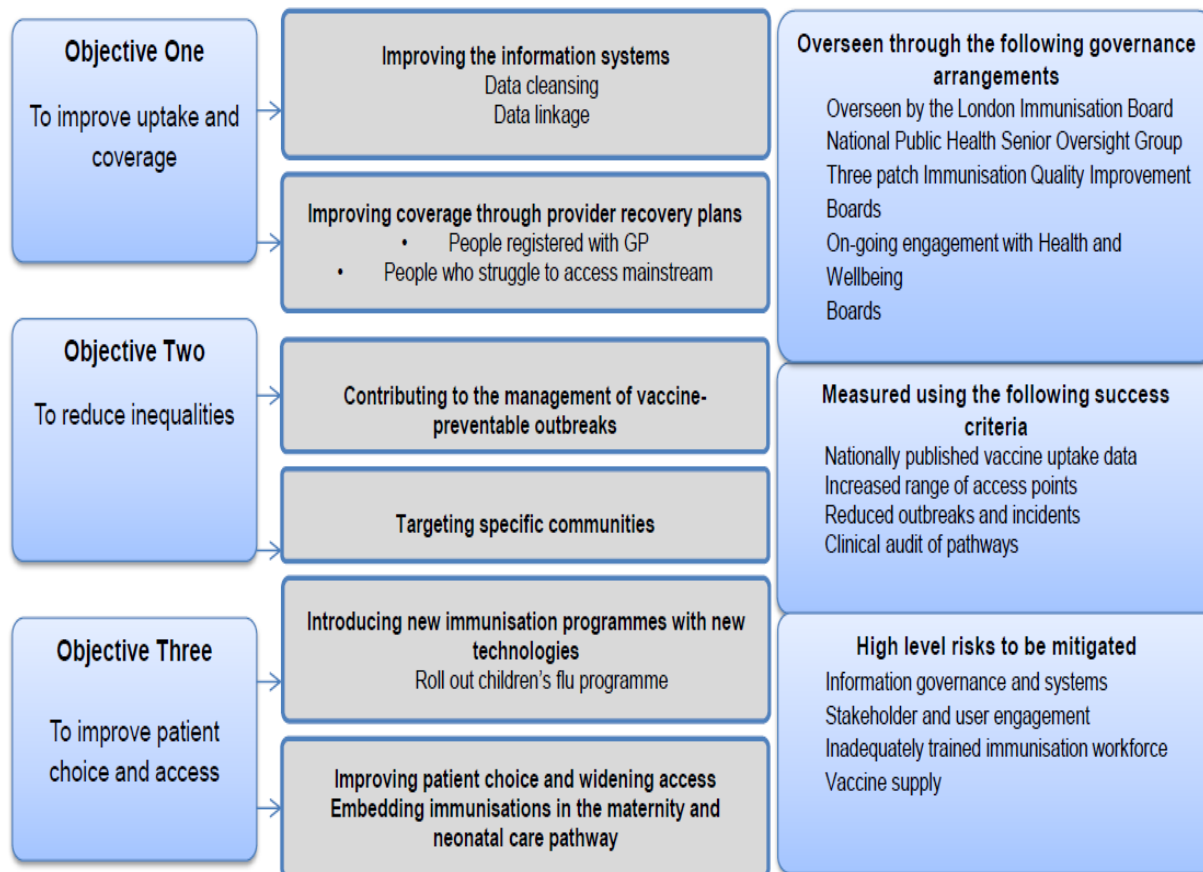 Objective One
To improve uptake and
coverage
Improving the information systems
Data cleansing
Data linkage
Improving coverage through provider recovery plans
• People registered with GP
• People who struggle to access mainstream
Objective Two
To reduce inequalities
Contributing to the management of vaccine-
preventable outbreaks
Targeting specific communities
Objective Three
To improve patient
choice and access
Introducing new immunisation programmes with new
technologies
Roll out children's flu programme
Improving patient choice and widening access
Embedding immunisations in the maternity and
neonatal care pathway
Overseen through the following governance
arrangements
Overseen by the London Immunisation Board
National Public Health Senior Oversight Group
Three patch Immunisation Quality Improvement
Boards
On-going engagement with Health and
Wellbeing
Boards
Measured using the following success
criteria
Nationally published vaccine uptake data
Increased range of access points
Reduced outbreaks and incidents
Clinical audit of pathways
High level risks to be mitigated
Information governance and systems
Stakeholder and user engagement
Inadequately trained immunisation workforce
Vaccine supply